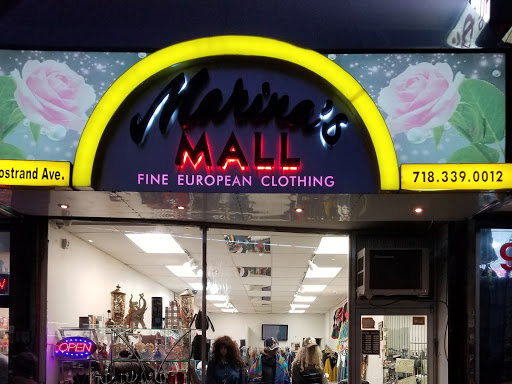 Marina's
MALL
FINE EUROPEAN CLOTHING
ostrand Ave.
718.339.0012
OPEN